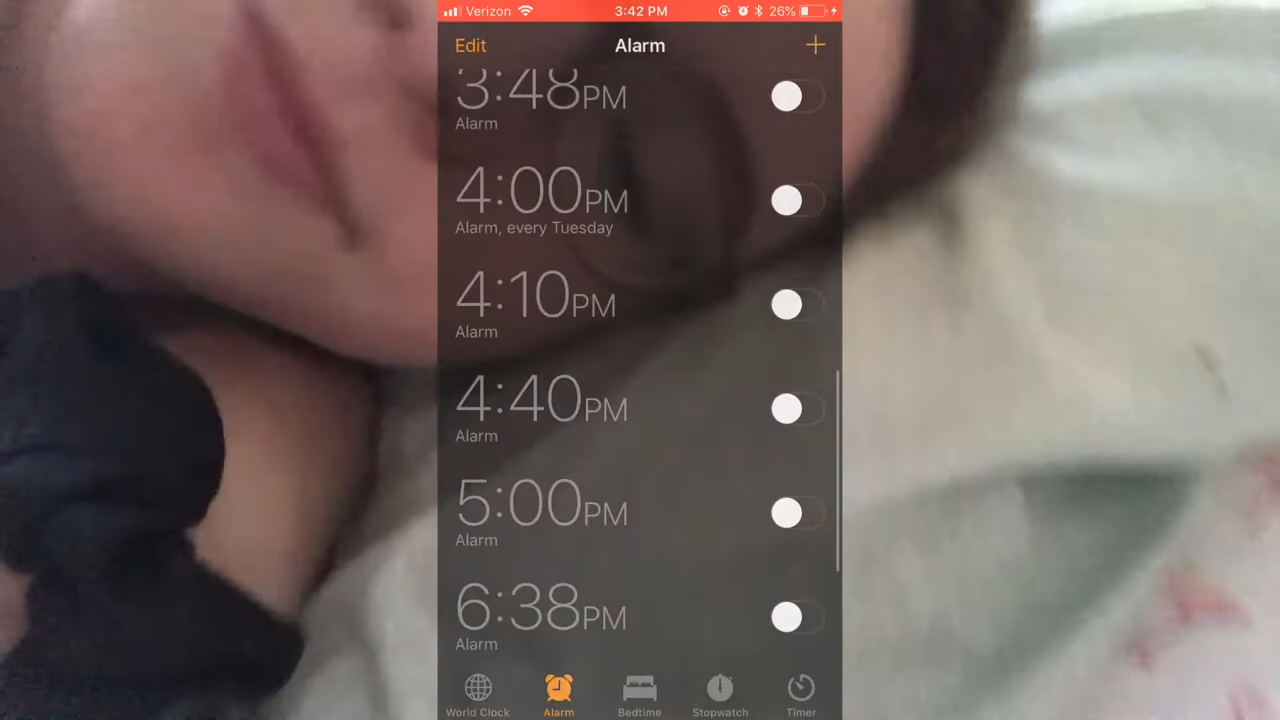 Verizon 3:42 PM 26%
Edit Alarm +
3:48PM
Alarm
4:00PM
Alarm, every Tuesday
4:10PM
Alarm
4:40PM
Alarm
5:00PM
Alarm
6:38PM
Alarm
World Clock Alarm Bedtime Stopwatch Timer